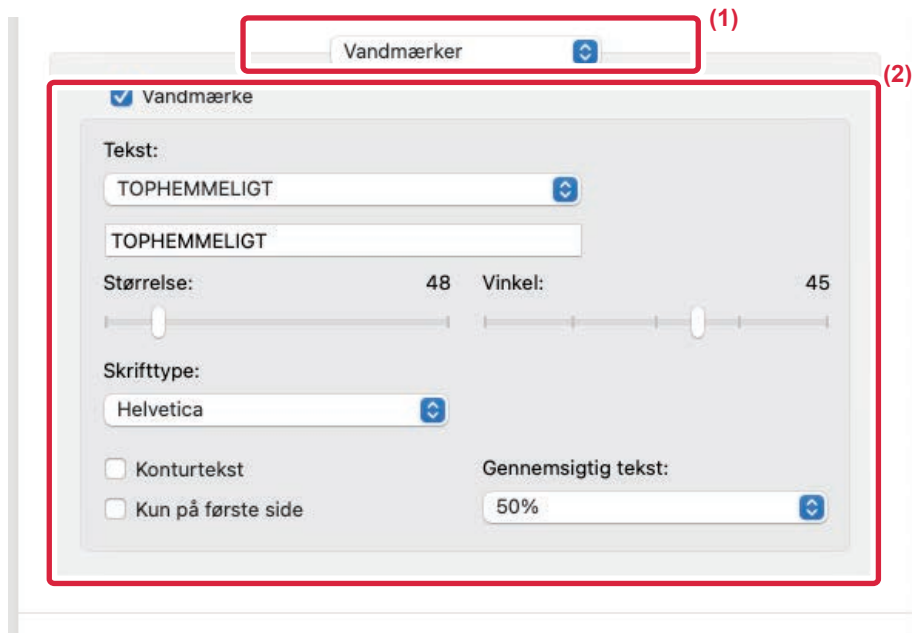 Vandmærker
(1)
(2)
Vandmærke
Tekst:
TOPHEMMELIGT
TOPHEMMELIGT
Størrelse: 48 Vinkel: 45
Skrifttype:
Helvetica
Konturtekst Gennemsigtig tekst:
Kun på første side 50%